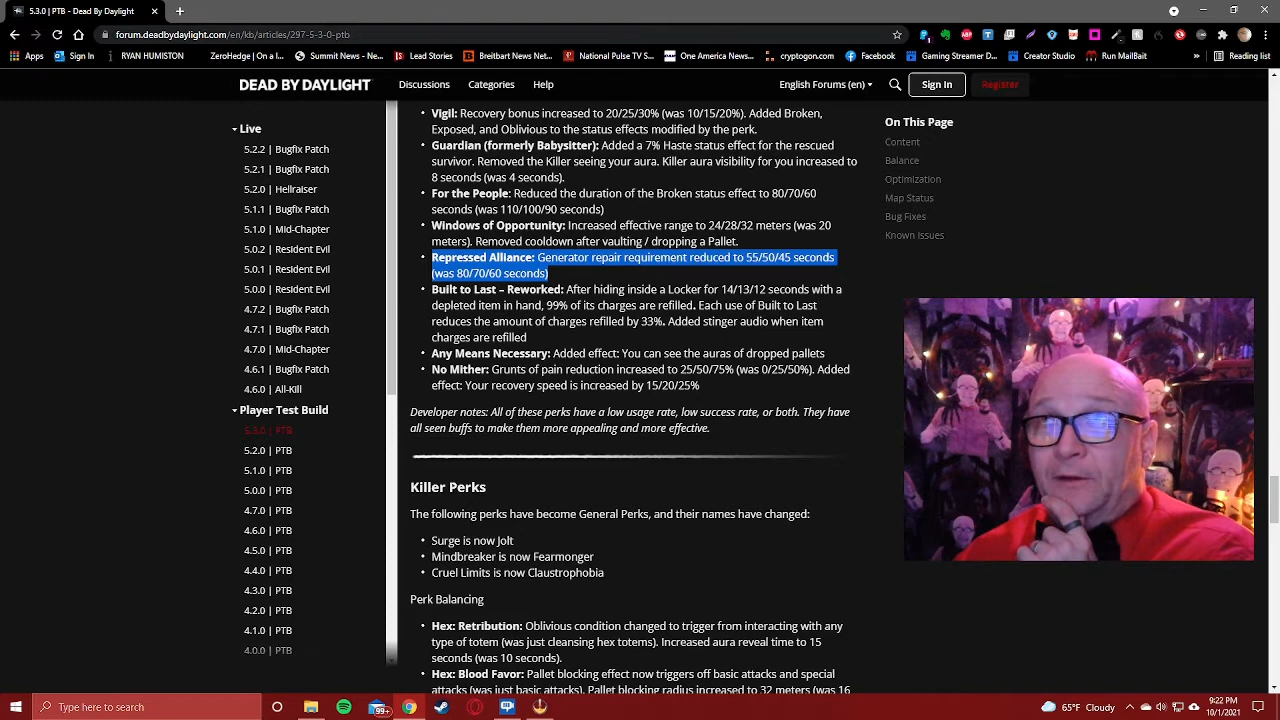 5.3.0 | PTB - Dead By Daylight
forum.deadbydaylight.com/en/kb/articles/297-5-3-0-ptb
Apps Sign In RYAN HUMISTON ZeroHedge | On a... Summit News - Ne... Lead Stories Breitbart News Net... National Pulse TV S... One America News... cryptogon.com Facebook Gaming Streamer D... Creator Studio Run MailBait » Reading list
DEAD BY DAYLIGHT Discussions Categories Help English Forums (en) Sign In Register
Live
5.2.2 | Bugfix Patch
5.2.1 | Bugfix Patch
5.2.0 | Hellraiser
5.1.1 | Bugfix Patch
5.1.0 | Mid-Chapter
5.0.2 | Resident Evil
5.0.1 | Resident Evil
5.0.0 | Resident Evil
4.7.2 | Bugfix Patch
4.7.1 | Bugfix Patch
4.7.0 | Mid-Chapter
4.6.1 | Bugfix Patch
4.6.0 | All-Kill
Player Test Build
5.3.0 | PTB
5.2.0 | PTB
5.1.0 | PTB
5.0.0 | PTB
4.7.0 | PTB
4.6.0 | PTB
4.5.0 | PTB
4.4.0 | PTB
4.3.0 | PTB
4.2.0 | PTB
4.1.0 | PTB
4.0.0 | PTB
• Vigil: Recovery bonus increased to 20/25/30% (was 10/15/20%). Added Broken,
Exposed, and Oblivious to the status effects modified by the perk.
• Guardian (formerly Babysitter): Added a 7% Haste status effect for the rescued
survivor. Removed the Killer seeing your aura. Killer aura visibility for you increased to
8 seconds (was 4 seconds).
• For the People: Reduced the duration of the Broken status effect to 80/70/60
seconds (was 110/100/90 seconds)
• Windows of Opportunity: Increased effective range to 24/28/32 meters (was 20
meters). Removed cooldown after vaulting / dropping a Pallet.
• Repressed Alliance: Generator repair requirement reduced to 55/50/45 seconds
(was 80/70/60 seconds)
• Built to Last – Reworked: After hiding inside a Locker for 14/13/12 seconds with a
depleted item in hand, 99% of its charges are refilled. Each use of Built to Last
reduces the amount of charges refilled by 33%. Added stinger audio when item
charges are refilled
• Any Means Necessary: Added effect: You can see the auras of dropped pallets
• No Mither: Grunts of pain reduction increased to 25/50/75% (was 0/25/50%). Added
effect: Your recovery speed is increased by 15/20/25%
Developer notes: All of these perks have a low usage rate, low success rate, or both. They have
all seen buffs to make them more appealing and more effective.
Killer Perks
The following perks have become General Perks, and their names have changed:
• Surge is now Jolt
• Mindbreaker is now Fearmonger
• Cruel Limits is now Claustrophobia
Perk Balancing
• Hex: Retribution: Oblivious condition changed to trigger from interacting with any
type of totem (was just cleansing hex totems). Increased aura reveal time to 15
seconds (was 10 seconds).
• Hex: Blood Favor: Pallet blocking effect now triggers off basic attacks and special
attacks (was just basic attacks). Pallet blocking radius increased to 32 meters (was 16
On This Page
Content
Balance
Optimization
Map Status
Bug Fixes
Known Issues
Type here to search
99+
65°F Cloudy
9:22 PM
10/1/2021